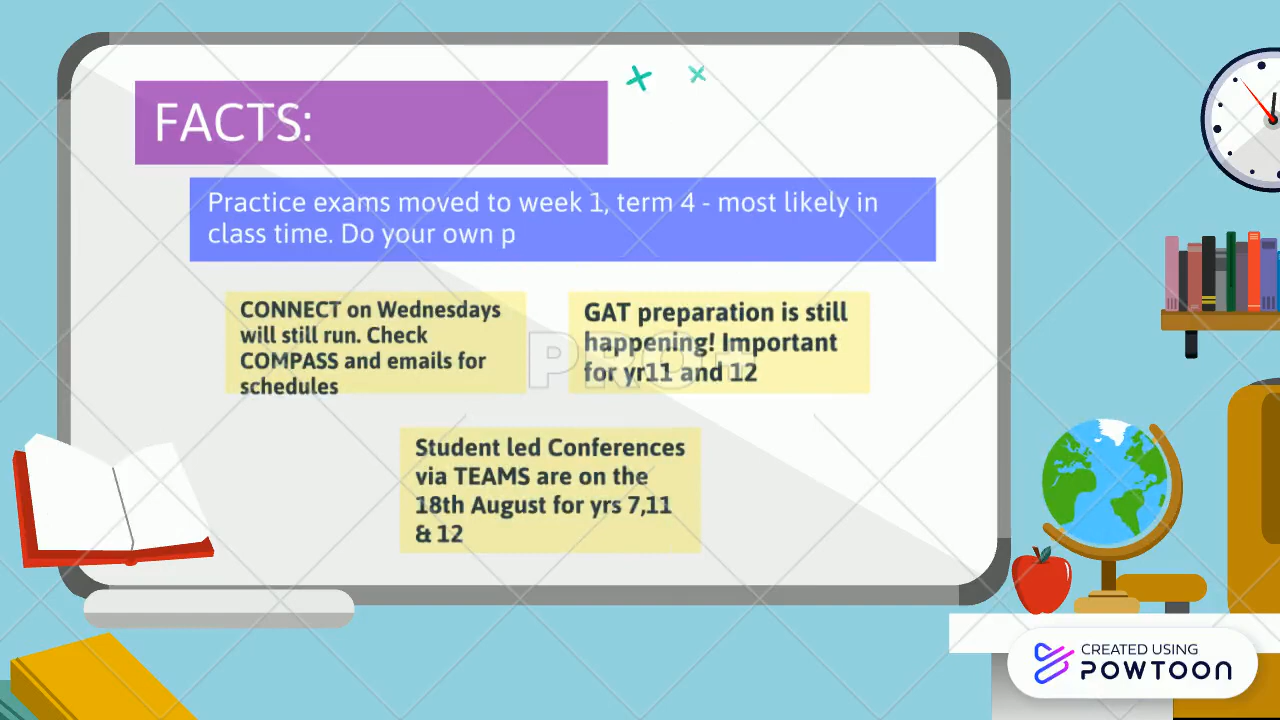 FACTS:
Practice exams moved to week 1, term 4 - most likely in
class time. Do your own p
CONNECT on Wednesdays
will still run. Check
COMPASS and emails for
schedules
GAT preparation is still
happening! Important
for yr11 and 12
PRO+
Student led Conferences
via TEAMS are on the
18th August for yrs 7,11
& 12
CREATED USING
POWTOON